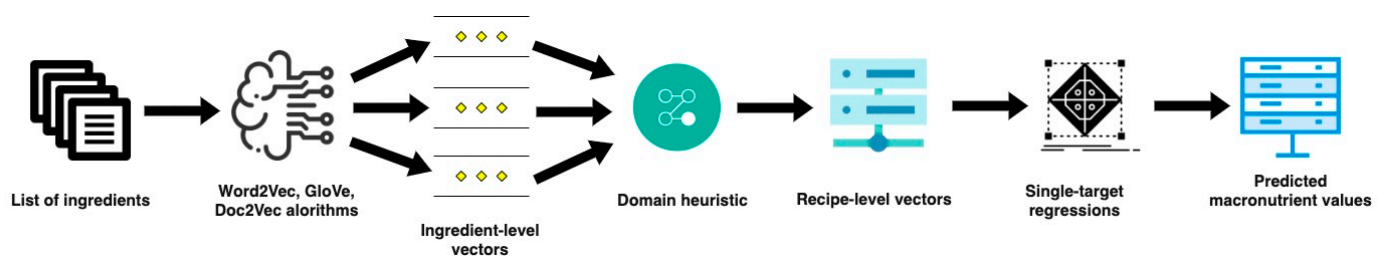 List of ingredients
Word2Vec, GloVe,
Doc2Vec alorithms
Ingredient-level
vectors
Domain heuristic
Recipe-level vectors
Single-target
regressions
Predicted
macronutrient values